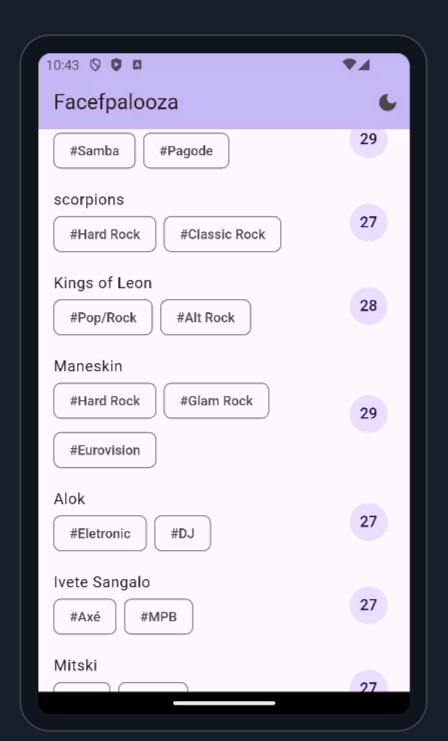 10:43
Facefpalooza
#Samba #Pagode 29
scorpions
#Hard Rock #Classic Rock 27
Kings of Leon
#Pop/Rock #Alt Rock 28
Maneskin
#Hard Rock #Glam Rock
29
#Eurovision
Alok
#Eletronic #DJ 27
Ivete Sangalo
#Axé #MPB 27
Mitski
27